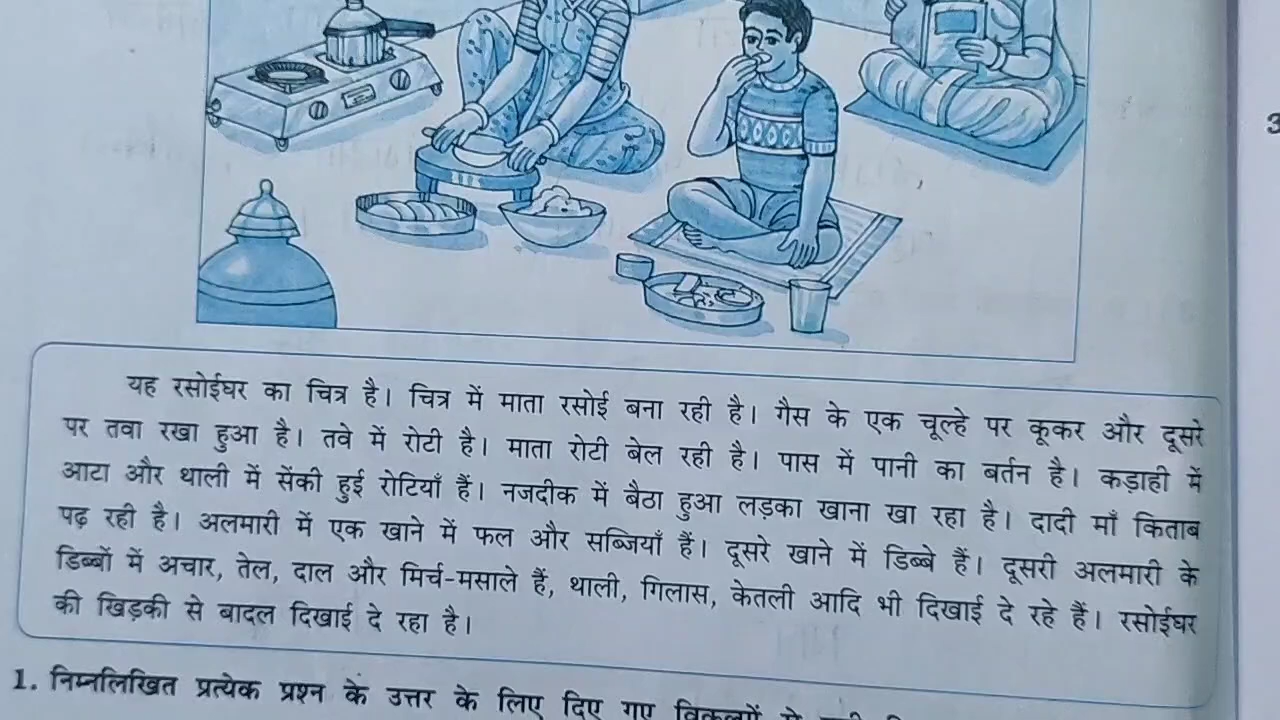 यह रसोईघर का चित्र है। चित्र में माता रसोई बना रही है। गैस के एक चूल्हे पर कूकर और दूसरे
पर तवा रखा हुआ है। तवे में रोटी है। माता रोटी बेल रही है। पास में पानी का बर्तन है। कड़ाही में
आटा और थाली में सेंकी हुई रोटियाँ हैं। नजदीक में बैठा हुआ लड़का खाना खा रहा है। दादी माँ किताब
पढ़ रही है। अलमारी में एक खाने में फल और सब्जियाँ हैं। दूसरे खाने में डिब्बे हैं। दूसरी अलमारी के
डिब्बों में अचार, तेल, दाल और मिर्च-मसाले हैं, थाली, गिलास, केतली आदि भी दिखाई दे रहे हैं। रसोईघर
की खिड़की से बादल दिखाई दे रहा है।
1. निम्नलिखित प्रत्येक प्रश्न के उत्तर के लिए दिए गए
3